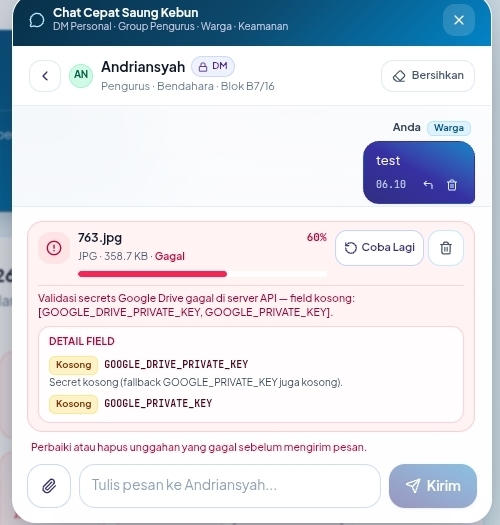 Chat Cepat Saung Kebun
DM Personal · Group Pengurus · Warga · Keamanan
AN
Andriansyah
DM
Pengurus · Bendahara · Blok B7/16
Bersihkan
Anda
Warga
test
06.10
763.jpg
60%
JPG · 358.7 KB · Gagal
Coba Lagi
Validasi secrets Google Drive gagal di server API — field kosong:
[GOOGLE_DRIVE_PRIVATE_KEY, GOOGLE_PRIVATE_KEY].
DETAIL FIELD
Kosong GOOGLE_DRIVE_PRIVATE_KEY
Secret kosong (fallback GOOGLE_PRIVATE_KEY juga kosong).
Kosong GOOGLE_PRIVATE_KEY
Perbaiki atau hapus unggahan yang gagal sebelum mengirim pesan.
Tulis pesan ke Andriansyah...
Kirim